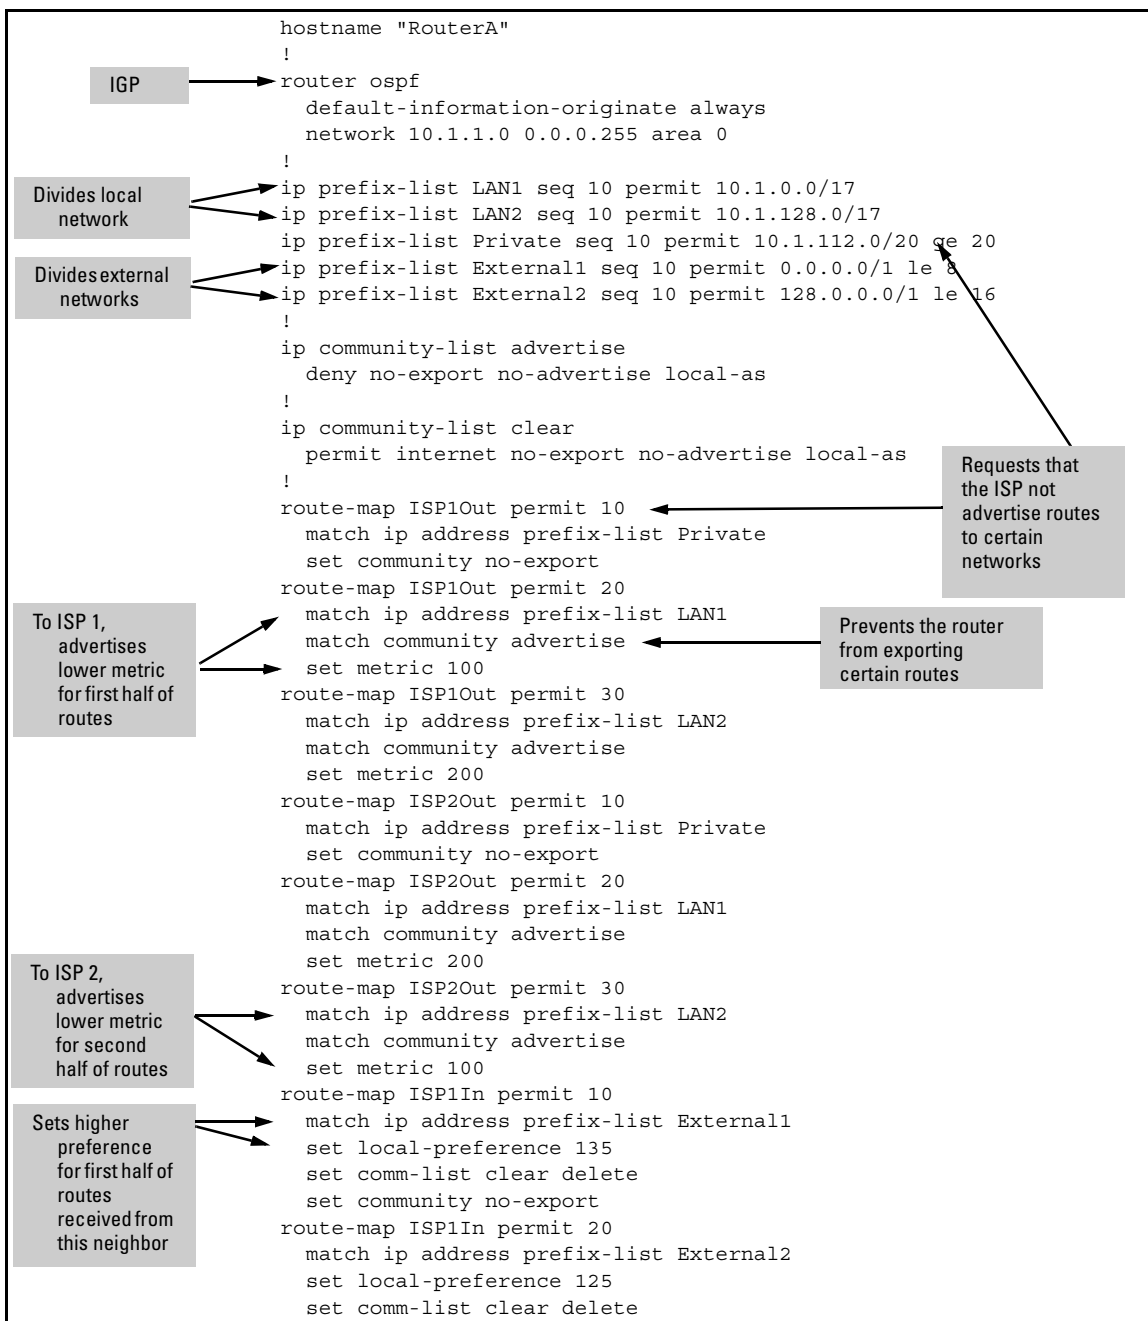 hostname "RouterA"
!
IGP
router ospf
default-information-originate always
network 10.1.1.0 0.0.0.255 area 0
!
Divides local
network
ip prefix-list LAN1 seq 10 permit 10.1.0.0/17
ip prefix-list LAN2 seq 10 permit 10.1.128.0/17
ip prefix-list Private seq 10 permit 10.1.112.0/20 ge 20
Divides external
networks
ip prefix-list External1 seq 10 permit 0.0.0.0/1 le 8
ip prefix-list External2 seq 10 permit 128.0.0.0/1 le 16
!
ip community-list advertise
deny no-export no-advertise local-as
!
ip community-list clear
permit internet no-export no-advertise local-as
!
Requests that
the ISP not
advertise routes
to certain
networks
route-map ISP1Out permit 10
match ip address prefix-list Private
set community no-export
route-map ISP1Out permit 20
To ISP 1,
advertises
lower metric
for first half of
routes
match ip address prefix-list LAN1
match community advertise
set metric 100
Prevents the router
from exporting
certain routes
route-map ISP1Out permit 30
match ip address prefix-list LAN2
match community advertise
set metric 200
route-map ISP2Out permit 10
match ip address prefix-list Private
set community no-export
route-map ISP2Out permit 20
match ip address prefix-list LAN1
match community advertise
set metric 200
To ISP 2,
advertises
lower metric
for second
half of routes
route-map ISP2Out permit 30
match ip address prefix-list LAN2
match community advertise
set metric 100
route-map ISP1In permit 10
Sets higher
preference
for first half of
routes
received from
this neighbor
match ip address prefix-list External1
set local-preference 135
set comm-list clear delete
set community no-export
route-map ISP1In permit 20
match ip address prefix-list External2
set local-preference 125
set comm-list clear delete